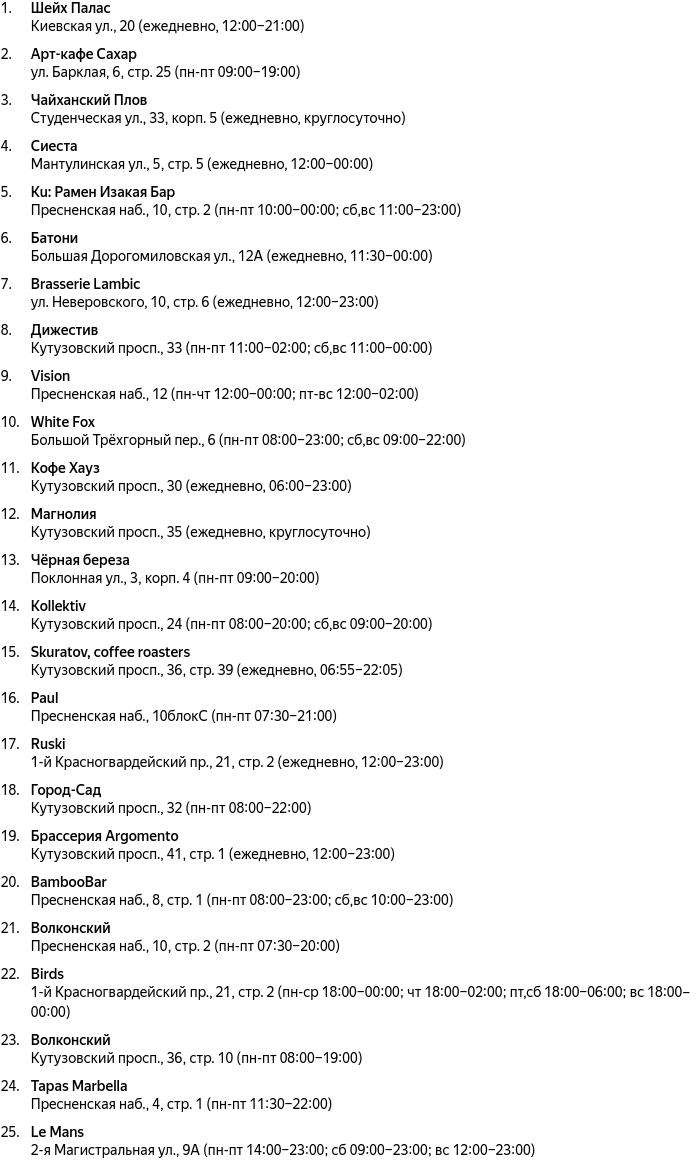 1. Шейх Палас
Киевская ул., 20 (ежедневно, 12:00–21:00)
2. Арт-кафе Сахар
ул. Барклая, 6, стр. 25 (пн-пт 09:00–19:00)
3. Чайханский Плов
Студенческая ул., 33, корп. 5 (ежедневно, круглосуточно)
4. Сиеста
Мантулинская ул., 5, стр. 5 (ежедневно, 12:00–00:00)
5. Ku: Рамен Изакая Бар
Пресненская наб., 10, стр. 2 (пн-пт 10:00–00:00; сб,вс 11:00–23:00)
6. Батони
Большая Дорогомиловская ул., 12А (ежедневно, 11:30–00:00)
7. Brasserie Lambic
ул. Неверовского, 10, стр. 6 (ежедневно, 12:00–23:00)
8. Дижестив
Кутузовский просп., 33 (пн-пт 11:00–02:00; сб,вс 11:00–00:00)
9. Vision
Пресненская наб., 12 (пн-чт 12:00–00:00; пт-вс 12:00–02:00)
10. White Fox
Большой Трёхгорный пер., 6 (пн-пт 08:00–23:00; сб,вс 09:00–22:00)
11. Кофе Хауз
Кутузовский просп., 30 (ежедневно, 06:00–23:00)
12. Магнолия
Кутузовский просп., 35 (ежедневно, круглосуточно)
13. Чёрная береза
Поклонная ул., 3, корп. 4 (пн-пт 09:00–20:00)
14. Kollektiv
Кутузовский просп., 24 (пн-пт 08:00–20:00; сб,вс 09:00–20:00)
15. Skuratov, coffee roasters
Кутузовский просп., 36, стр. 39 (ежедневно, 06:55–22:05)
16. Paul
Пресненская наб., 10блокС (пн-пт 07:30–21:00)
17. Ruski
1-й Красногвардейский пр., 21, стр. 2 (ежедневно, 12:00–23:00)
18. Город-Сад
Кутузовский просп., 32 (пн-пт 08:00–22:00)
19. Брассерия Argomento
Кутузовский просп., 41, стр. 1 (ежедневно, 12:00–23:00)
20. BambooBar
Пресненская наб., 8, стр. 1 (пн-пт 08:00–23:00; сб,вс 10:00–23:00)
21. Волконский
Пресненская наб., 10, стр. 2 (пн-пт 07:30–20:00)
22. Birds
1-й Красногвардейский пр., 21, стр. 2 (пн-ср 18:00–00:00; чт 18:00–02:00; пт,сб 18:00–06:00; вс 18:00–
00:00)
23. Волконский
Кутузовский просп., 36, стр. 10 (пн-пт 08:00–19:00)
24. Tapas Marbella
Пресненская наб., 4, стр. 1 (пн-пт 11:30–22:00)
25. Le Mans
2-я Магистральная ул., 9А (пн-пт 14:00–23:00; сб 09:00–23:00; вс 12:00–23:00)